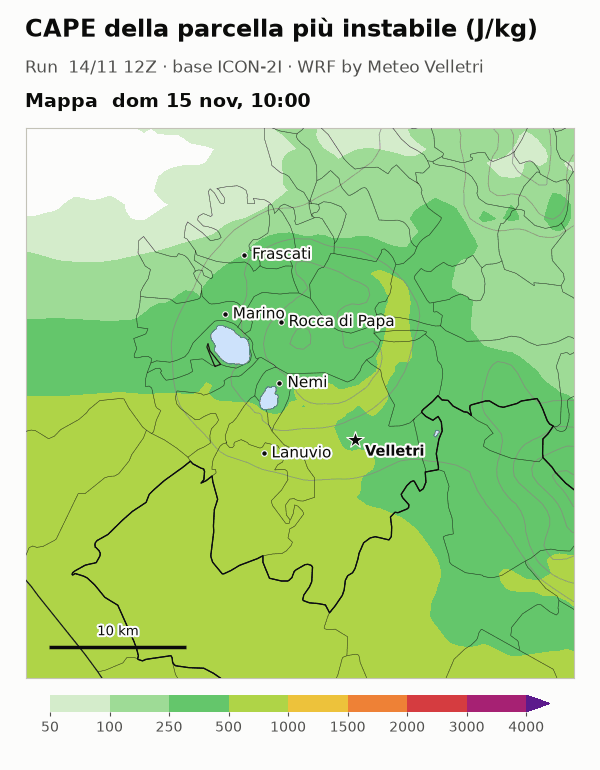 CAPE della parcella più instabile (J/kg)
Run  14/11 12Z · base ICON-2I · WRF by Meteo Velletri
Mappa  dom 15 nov, 10:00
Frascati
Marino
Rocca di Papa
Nemi
Velletri
Lanuvio
10 km
50 100 250 500 1000 1500 2000 3000 4000